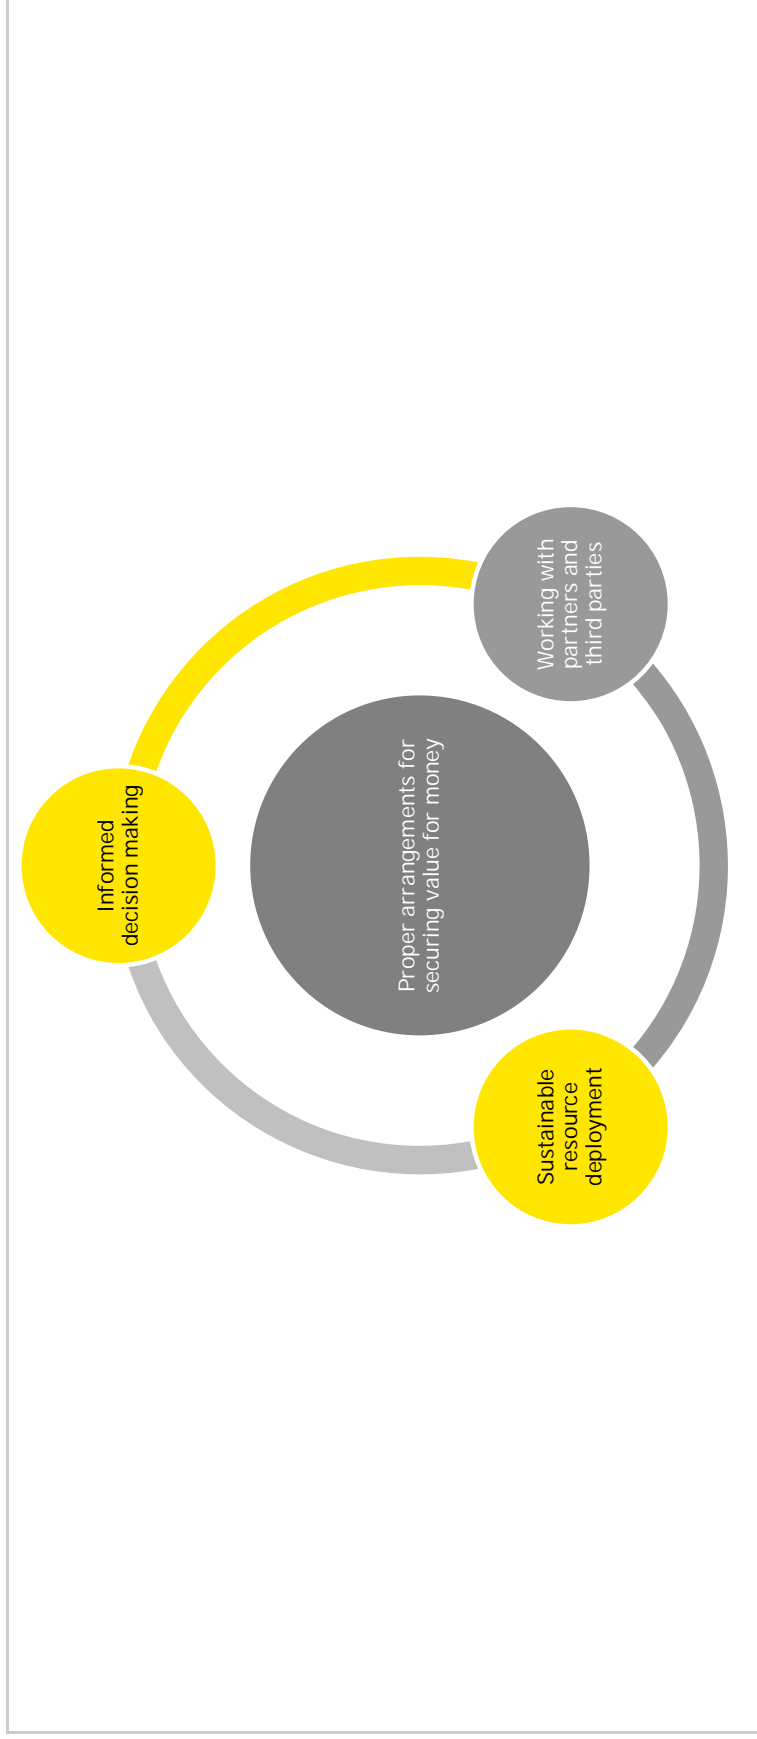 Informed
decision making
Proper arrangements for
securing value for money
Sustainable
resource
deployment
Working with
partners and
third parties